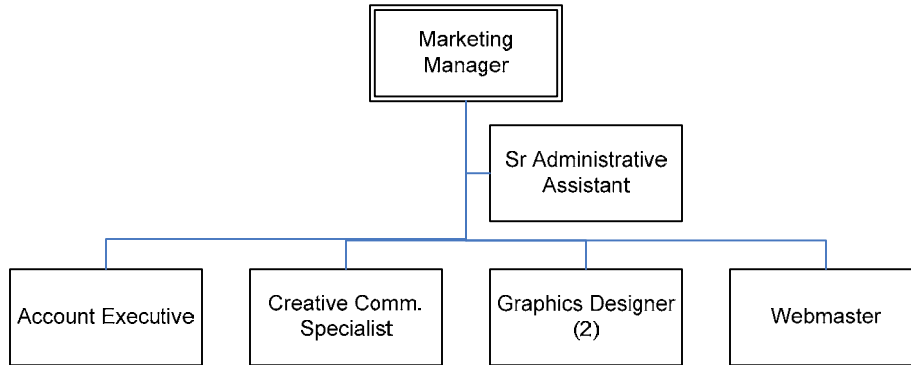 Marketing
Manager
Sr Administrative
Assistant
Account Executive
Creative Comm.
Specialist
Graphics Designer
(2)
Webmaster